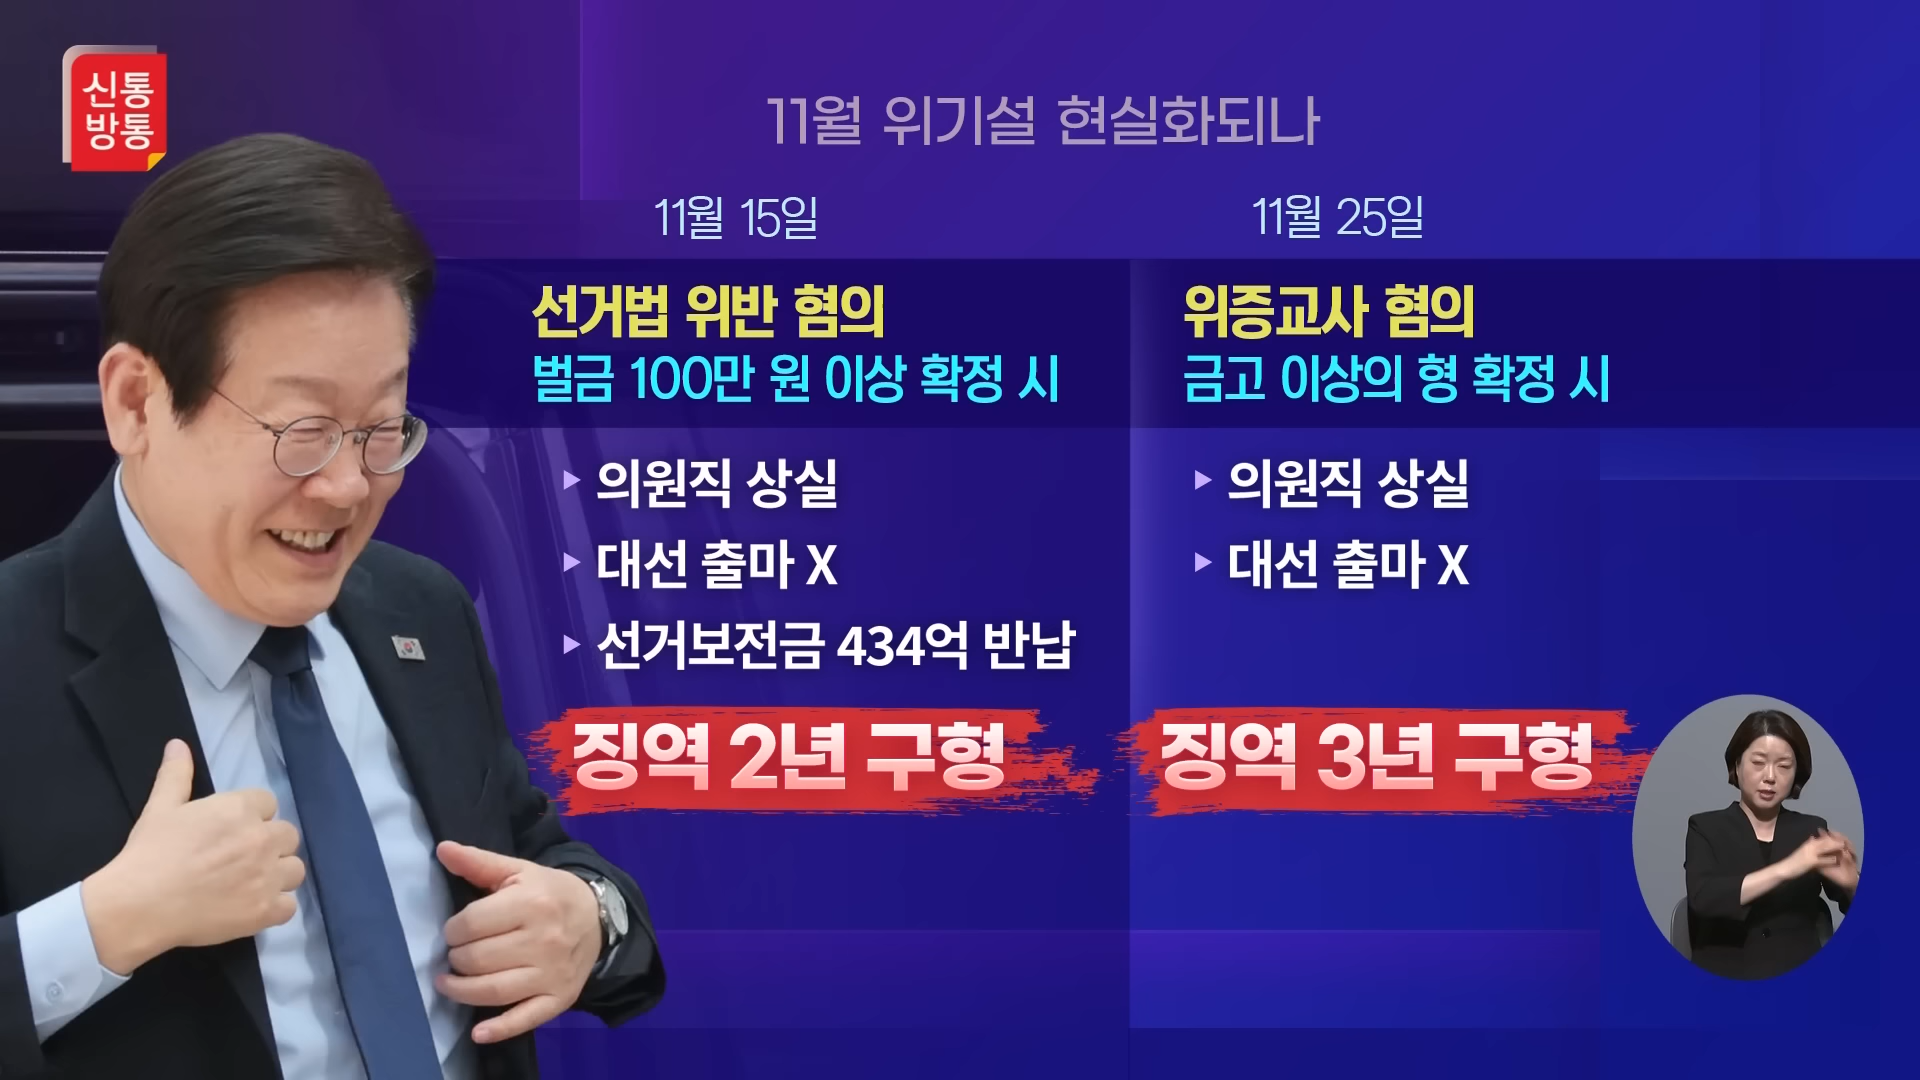 신통
방통
11월 위기설 현실화되나
11월 15일
선거법 위반 혐의
벌금 100만 원 이상 확정 시
▸ 의원직 상실
▸ 대선 출마 X
▸ 선거보전금 434억 반납
징역 2년 구형
11월 25일
위증교사 혐의
금고 이상의 형 확정 시
▸ 의원직 상실
▸ 대선 출마 X
징역 3년 구형